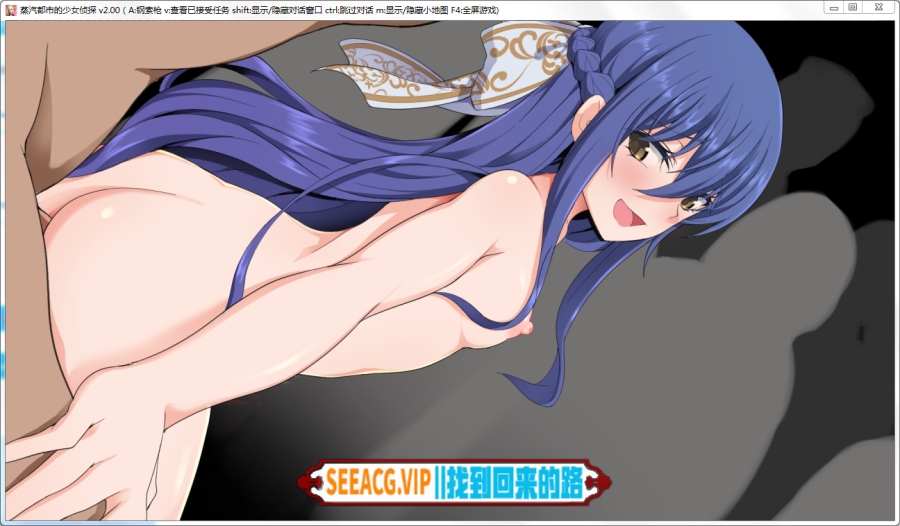 蒸汽都市的少女侦探 v2.00 ( A:钢索枪 v:查看已接受任务 shift:显示/隐藏对话窗口 ctrl:跳过对话 m:显示/隐藏小地图 F4:全屏游戏)
SEEACG.VIP||找到回来的路